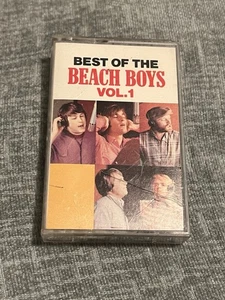 BEST OF THE
BEACH BOYS
VOL.1